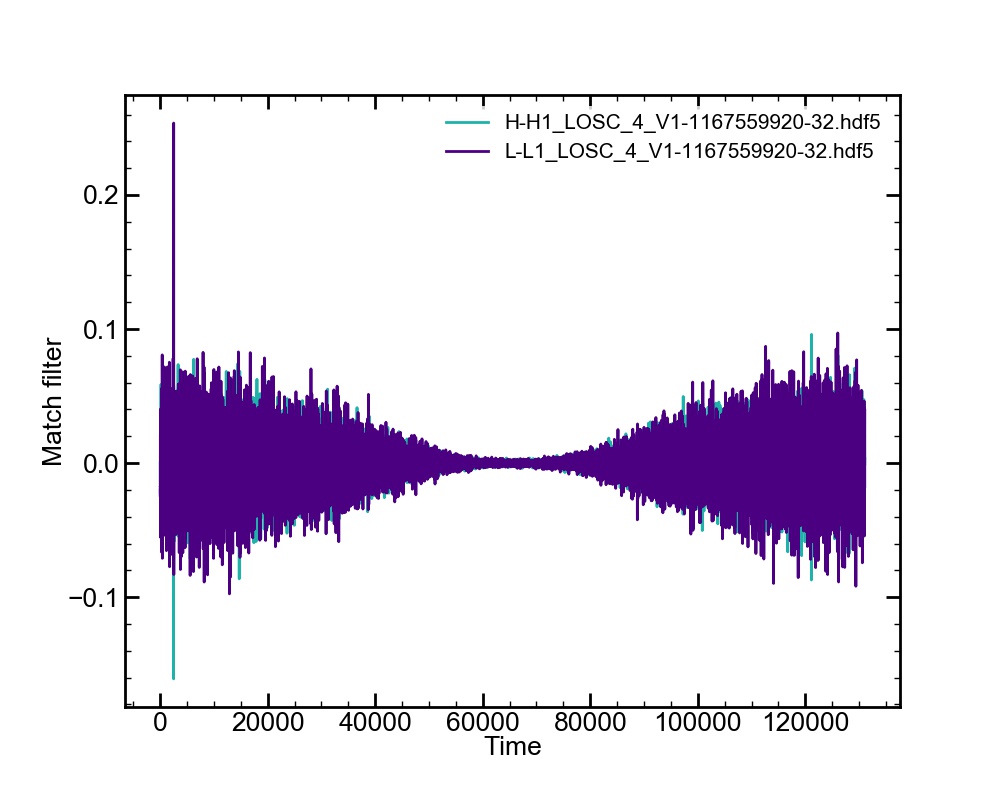 H-H1_LOSC_4_V1-1167559920-32.hdf5
L-L1_LOSC_4_V1-1167559920-32.hdf5
0.2
0.1
0.0
−0.1
Match filter
0 20000 40000 60000 80000 100000 120000
Time